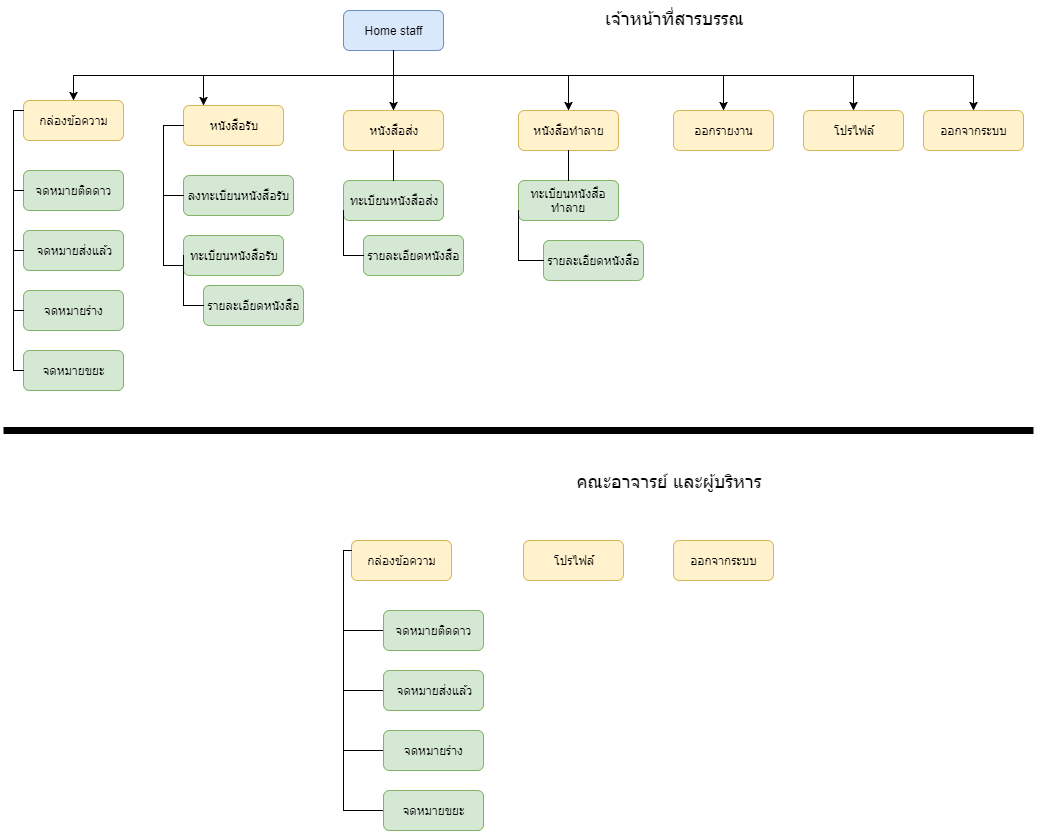 เจ้าหน้าที่สารบรรณ
Home staff
กล่องข้อความ
หนังสือรับ
หนังสือส่ง
หนังสือทำลาย
ออกรายงาน
โปรไฟล์
ออกจากระบบ
จดหมายติดดาว
ลงทะเบียนหนังสือรับ
ทะเบียนหนังสือส่ง
ทะเบียนหนังสือ
ทำลาย
จดหมายส่งแล้ว
ทะเบียนหนังสือรับ
รายละเอียดหนังสือ
รายละเอียดหนังสือ
จดหมายร่าง
รายละเอียดหนังสือ
จดหมายขยะ
คณะอาจารย์ และผู้บริหาร
กล่องข้อความ
โปรไฟล์
ออกจากระบบ
จดหมายติดดาว
จดหมายส่งแล้ว
จดหมายร่าง
จดหมายขยะ